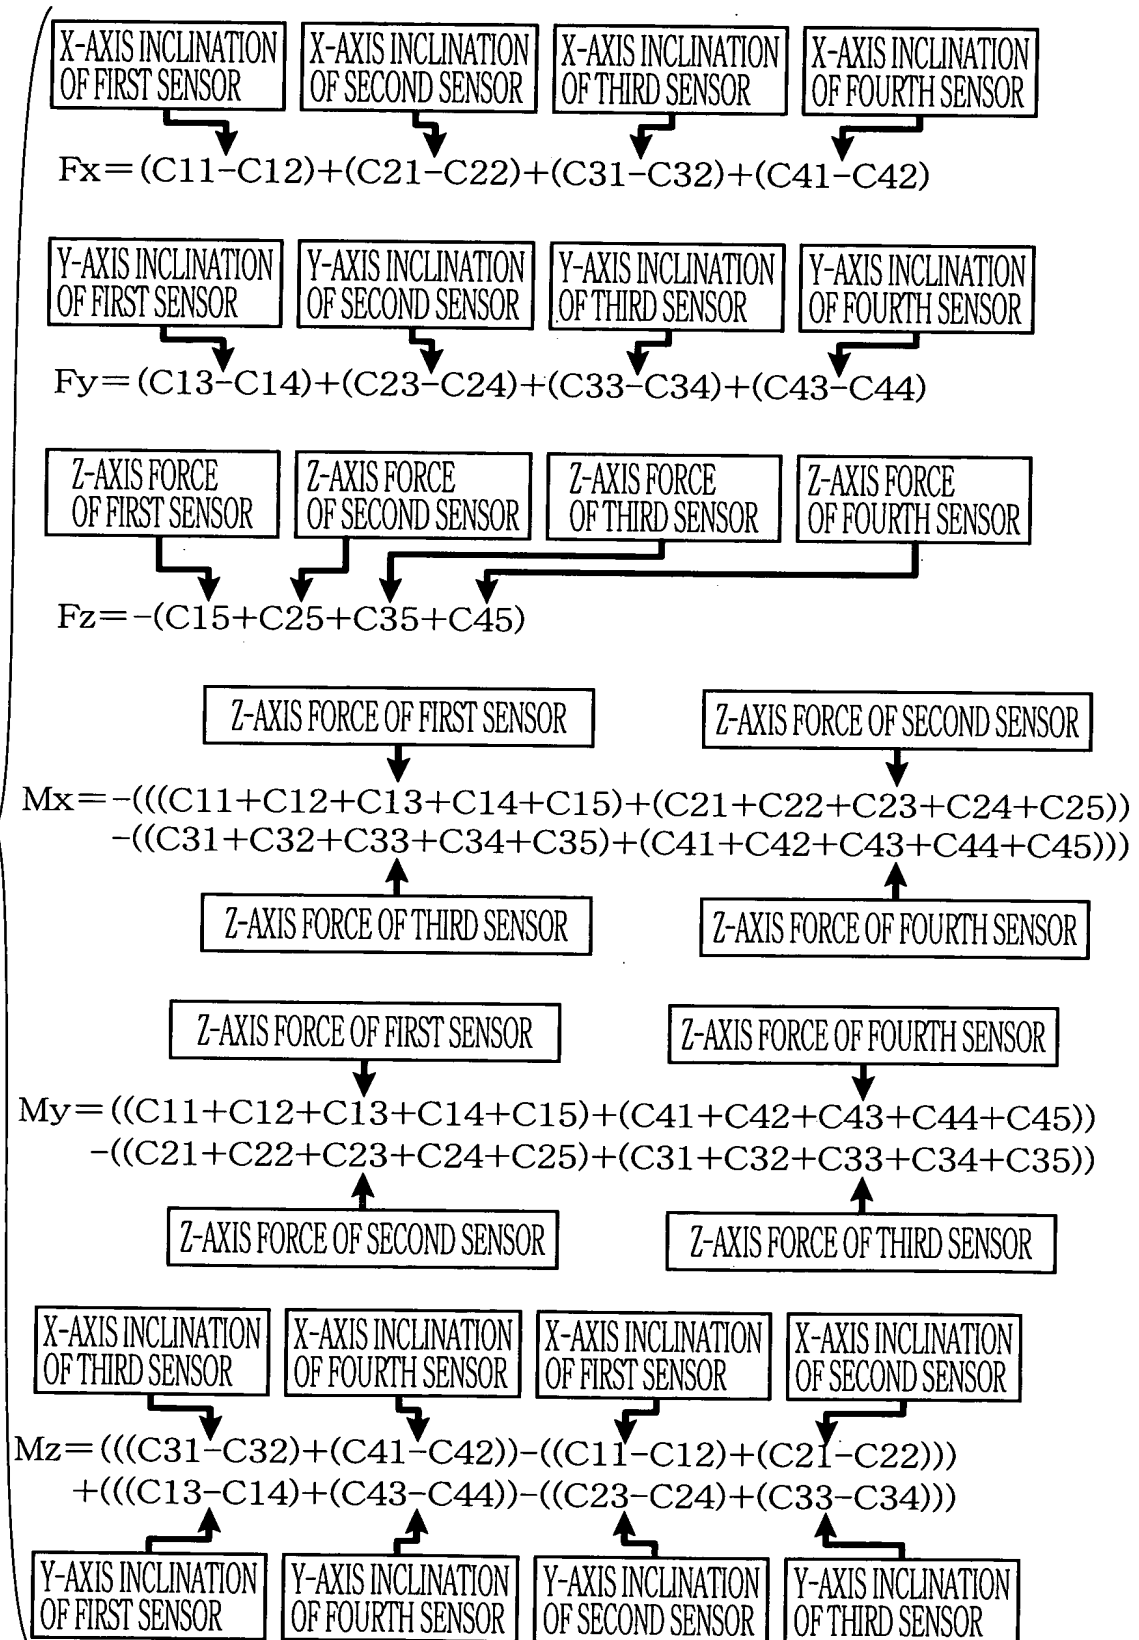 X-AXIS INCLINATION
OF FIRST SENSOR
X-AXIS INCLINATION
OF SECOND SENSOR
X-AXIS INCLINATION
OF THIRD SENSOR
X-AXIS INCLINATION
OF FOURTH SENSOR
Fx=(C11-C12)+(C21-C22)+(C31-C32)+(C41-C42)
Y-AXIS INCLINATION
OF FIRST SENSOR
Y-AXIS INCLINATION
OF SECOND SENSOR
Y-AXIS INCLINATION
OF THIRD SENSOR
Y-AXIS INCLINATION
OF FOURTH SENSOR
Fy=(C13-C14)+(C23-C24)+(C33-C34)+(C43-C44)
Z-AXIS FORCE
OF FIRST SENSOR
Z-AXIS FORCE
OF SECOND SENSOR
Z-AXIS FORCE
OF THIRD SENSOR
Z-AXIS FORCE
OF FOURTH SENSOR
Fz=-(C15+C25+C35+C45)
Z-AXIS FORCE OF FIRST SENSOR
Z-AXIS FORCE OF SECOND SENSOR
Mx=-(((C11+C12+C13+C14+C15)+(C21+C22+C23+C24+C25))
-((C31+C32+C33+C34+C35)+(C41+C42+C43+C44+C45)))
Z-AXIS FORCE OF THIRD SENSOR
Z-AXIS FORCE OF FOURTH SENSOR
Z-AXIS FORCE OF FIRST SENSOR
Z-AXIS FORCE OF FOURTH SENSOR
My=((C11+C12+C13+C14+C15)+(C41+C42+C43+C44+C45))
-((C21+C22+C23+C24+C25)+(C31+C32+C33+C34+C35))
Z-AXIS FORCE OF SECOND SENSOR
Z-AXIS FORCE OF THIRD SENSOR
X-AXIS INCLINATION
OF THIRD SENSOR
X-AXIS INCLINATION
OF FOURTH SENSOR
X-AXIS INCLINATION
OF FIRST SENSOR
X-AXIS INCLINATION
OF SECOND SENSOR
Mz=(((C31-C32)+(C41-C42))-((C11-C12)+(C21-C22)))
+(((C13-C14)+(C43-C44))-((C23-C24)+(C33-C34)))
Y-AXIS INCLINATION
OF FIRST SENSOR
Y-AXIS INCLINATION
OF FOURTH SENSOR
Y-AXIS INCLINATION
OF SECOND SENSOR
Y-AXIS INCLINATION
OF THIRD SENSOR